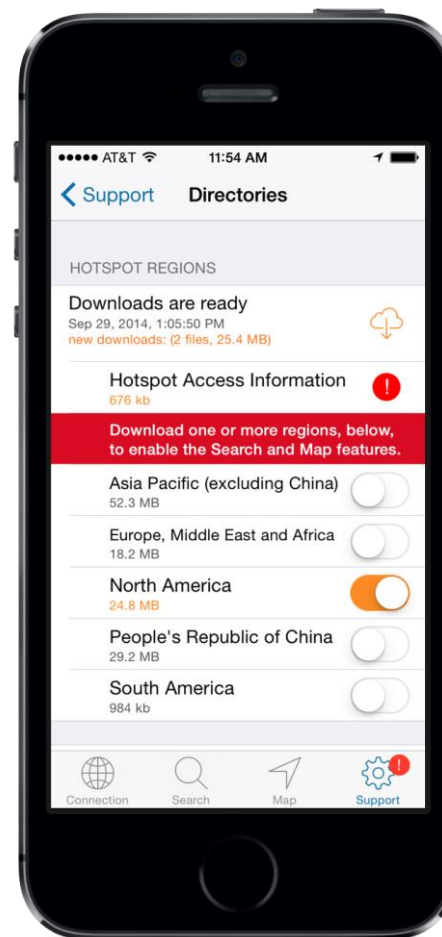 AT&T 11:54 AM
Support Directories
HOTSPOT REGIONS
Downloads are ready
Sep 29, 2014, 1:05:50 PM
new downloads: (2 files, 25.4 MB)
Hotspot Access Information !
676 kb
Download one or more regions, below,
to enable the Search and Map features.
Asia Pacific (excluding China)
52.3 MB
Europe, Middle East and Africa
18.2 MB
North America
24.8 MB
People's Republic of China
29.2 MB
South America
984 kb
!
Connection Search Map Support